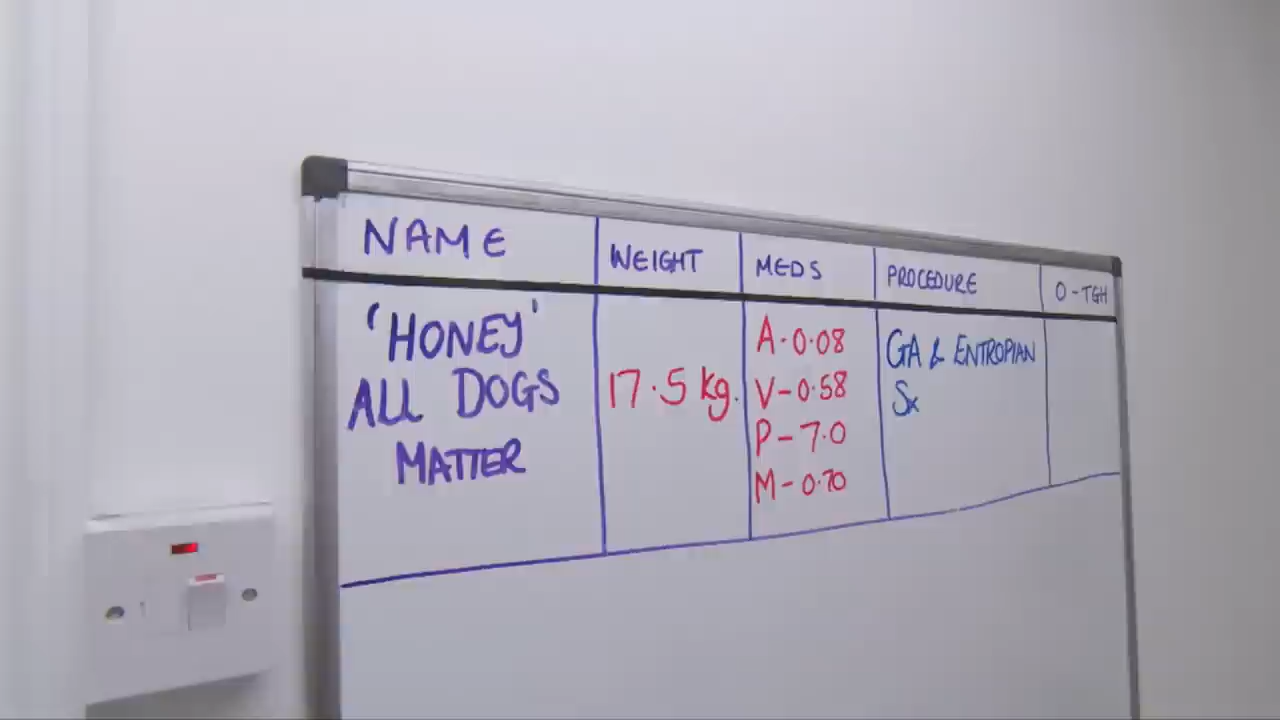 NAME
WEIGHT
MEDS
PROCEDURE
O-TGH
'HONEY'
ALL DOGS
MATTER
17.5 kg.
A-0.08
V-0.58
P-7.0
M-0.70
GA & ENTROPIAN
Sx